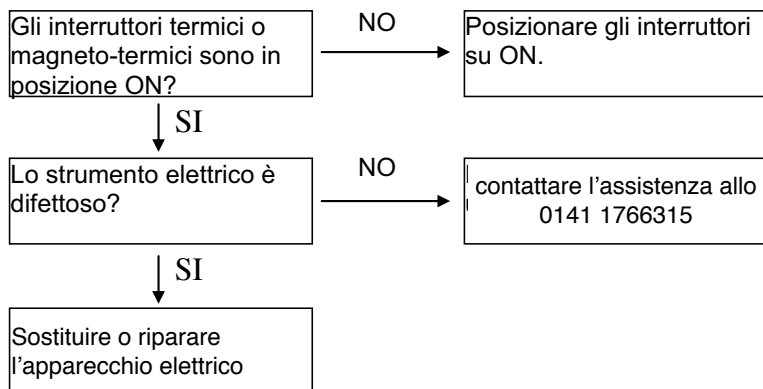 Gli interruttori termici o
magneto-termici sono in
posizione ON?
NO
Posizionare gli interruttori
su ON.
SI
Lo strumento elettrico è
difettoso?
NO
contattare l'assistenza allo
0141 1766315
SI
Sostituire o riparare
l'apparecchio elettrico